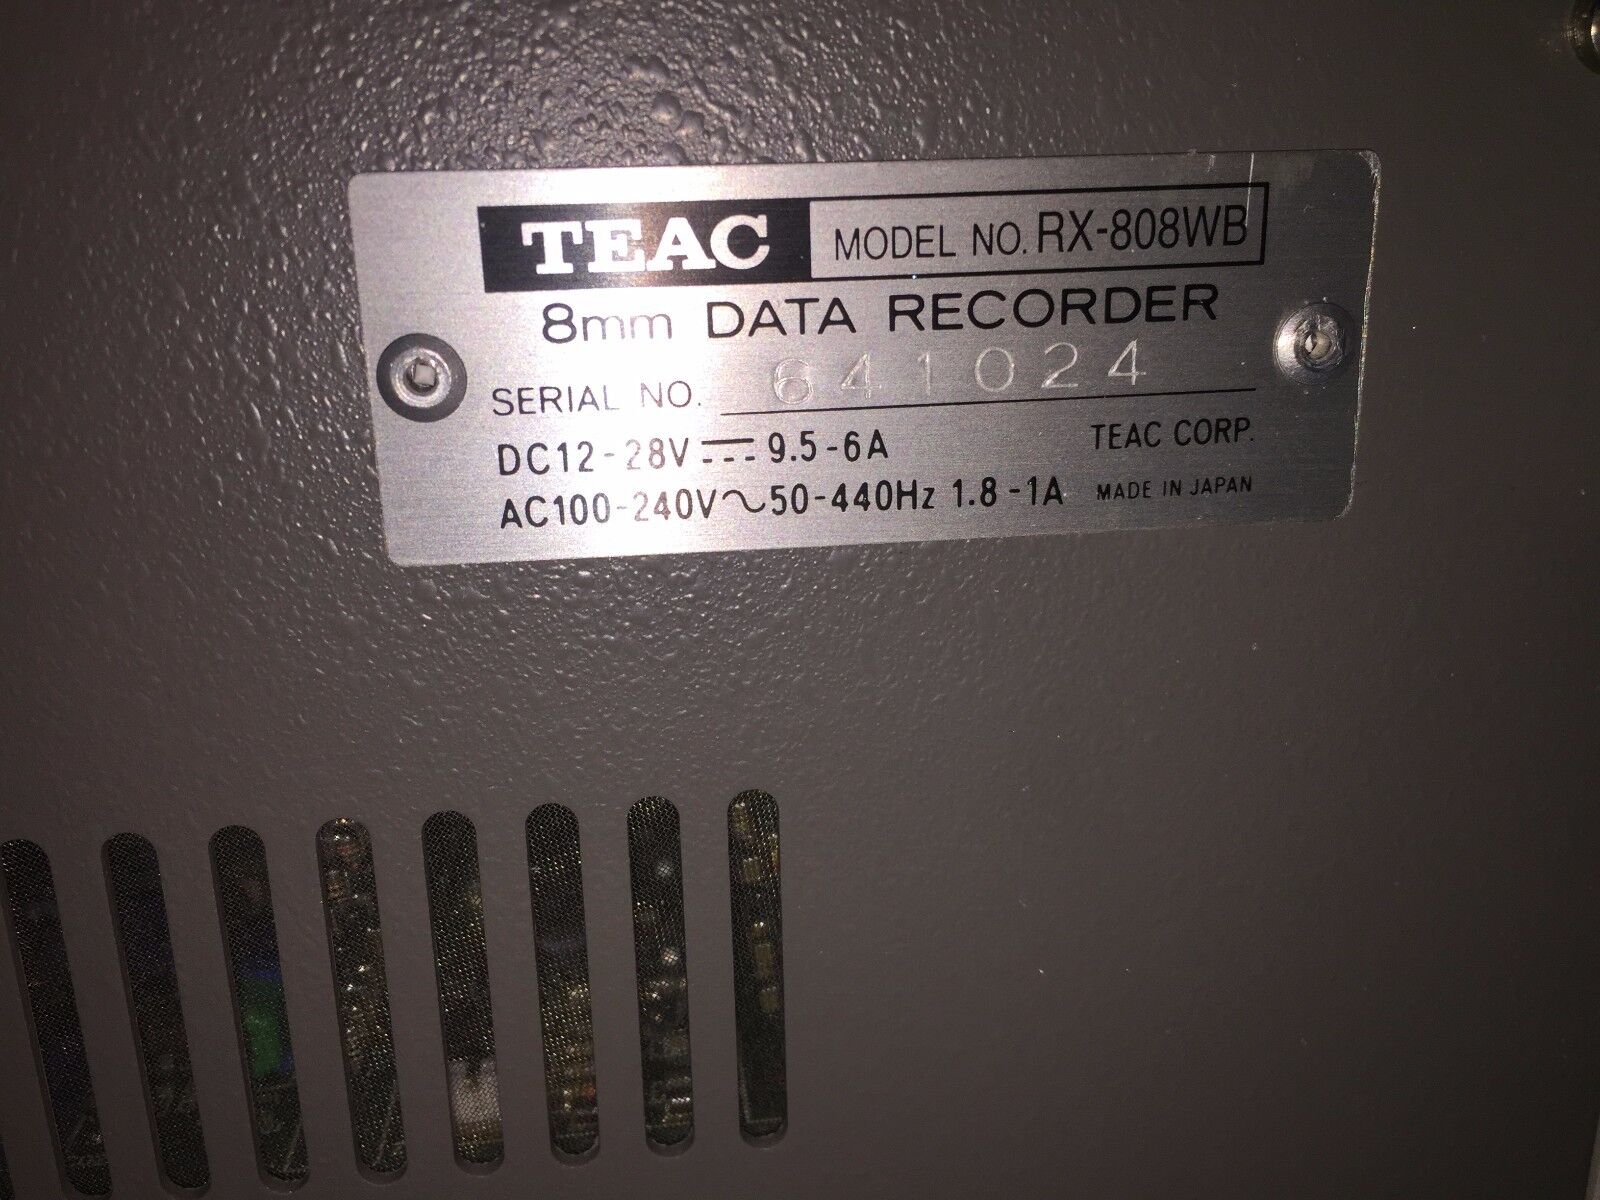 TEAC MODEL NO. RX-808WB
8mm DATA RECORDER
SERIAL NO. 641024
DC12-28V⎓9.5-6A TEAC CORP.
AC100-240V∿50-440Hz 1.8-1A MADE IN JAPAN